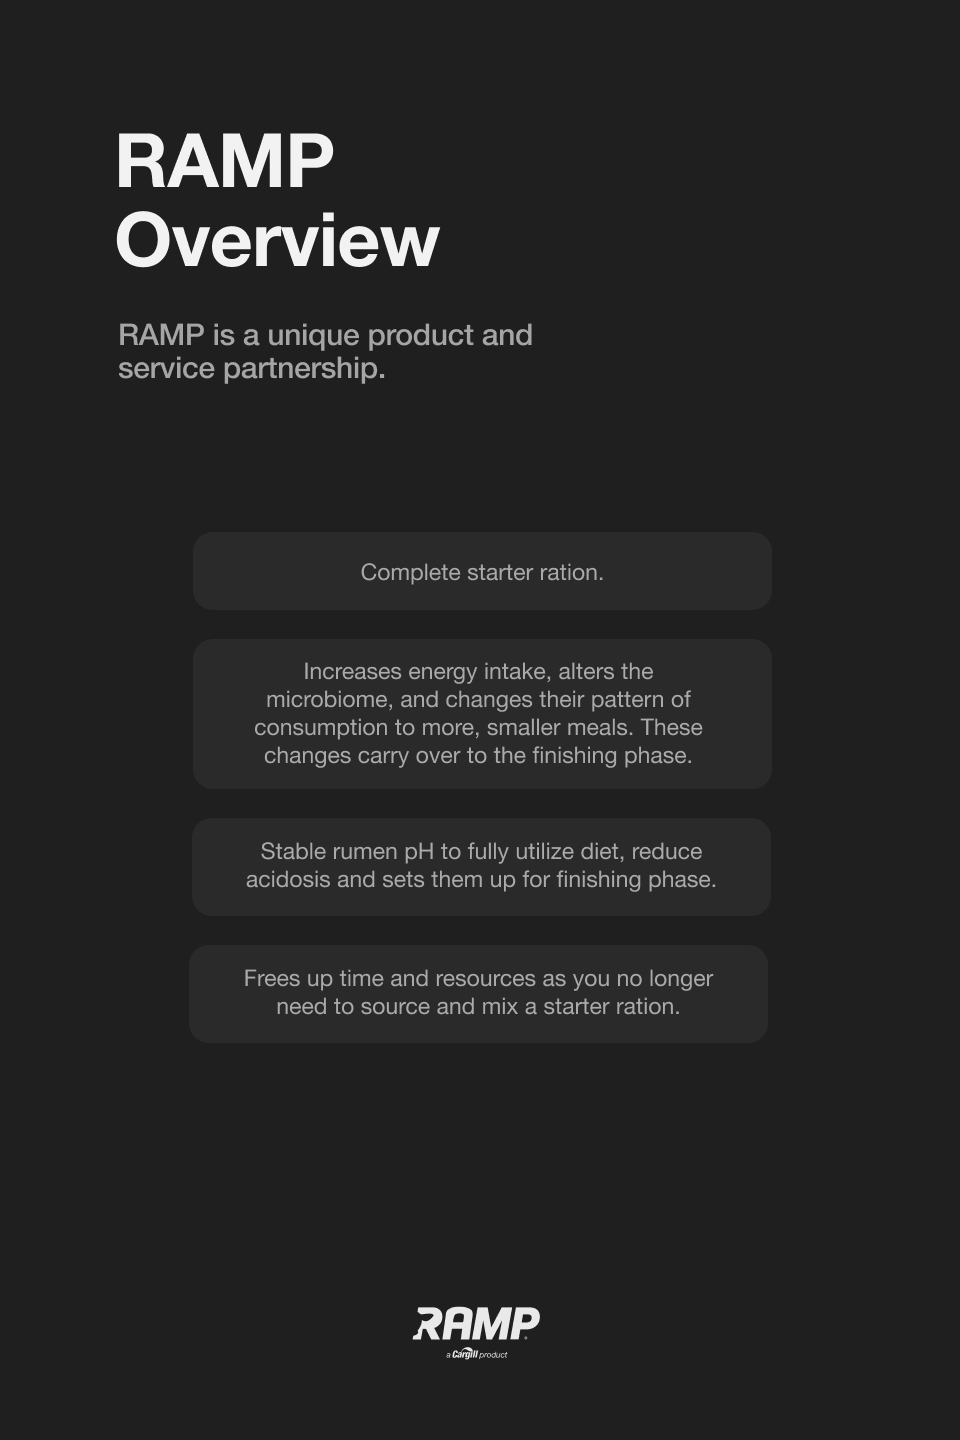 RAMP
Overview
RAMP is a unique product and
service partnership.
Complete starter ration.
Increases energy intake, alters the
microbiome, and changes their pattern of
consumption to more, smaller meals. These
changes carry over to the finishing phase.
Stable rumen pH to fully utilize diet, reduce
acidosis and sets them up for finishing phase.
Frees up time and resources as you no longer
need to source and mix a starter ration.
RAMP
a Cargill product